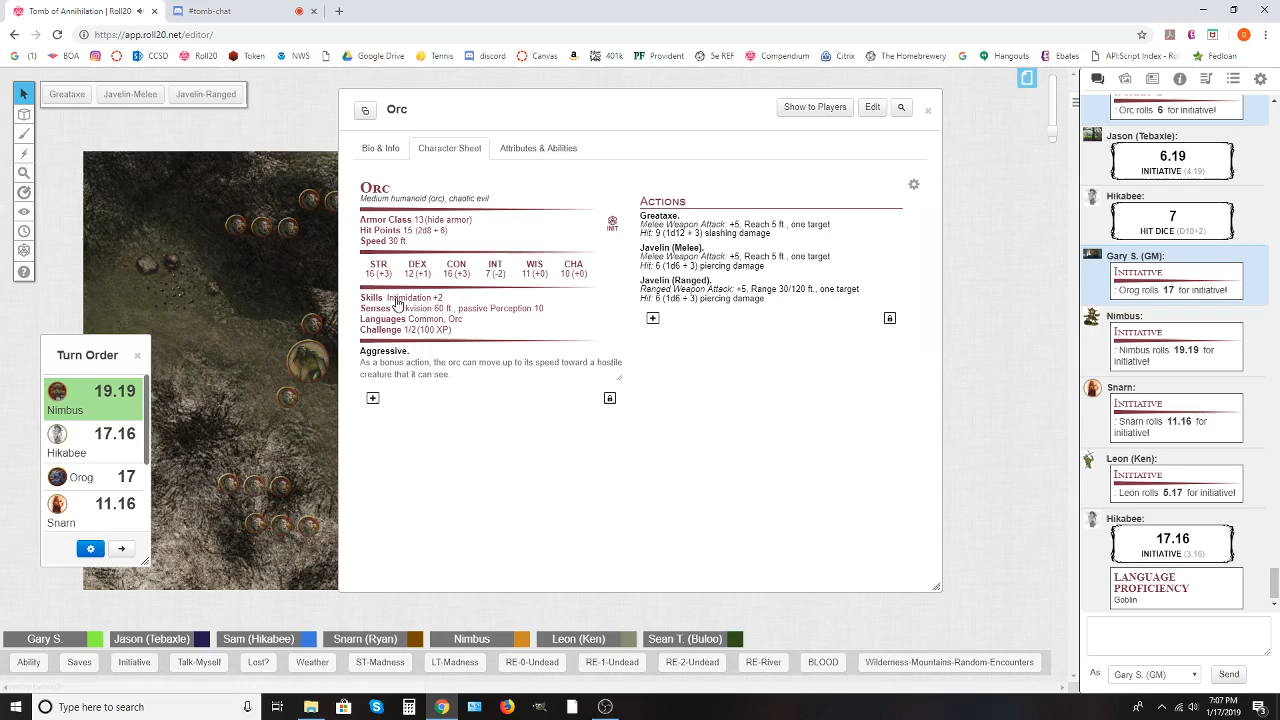 Tomb of Annihilation | Roll20
#tomb-chat
https://app.roll20.net/editor/
(1)
BOA
CCSD
Roll20
Token
NWS
Google Drive
Tennis
discord
Canva
401k
Provident
5e REF
Compendium
Citrix
The Homebrewery
Hangouts
Ebates
APIScript Index - Ro
Fedloan
Greataxe
Javelin-Melee
Javelin-Ranged
Orc
Show to Players
Edit
Bio & Info
Character Sheet
Attributes & Abilities
ORC
Medium humanoid (orc), chaotic evil
Armor Class 13 (hide armor)
Hit Points 15 (2d8 + 6)
Speed 30 ft.
INIT
STR DEX CON INT WIS CHA
16 (+3) 12 (+1) 16 (+3) 7 (-2) 11 (+0) 10 (+0)
Skills Intimidation +2
Senses kvision 60 ft., passive Perception 10
Languages Common, Orc
Challenge 1/2 (100 XP)
Aggressive.
As a bonus action, the orc can move up to its speed toward a hostile
creature that it can see.
ACTIONS
Greataxe.
Melee Weapon Attack: +5, Reach 5 ft., one target
Hit: 9 (1d12 + 3) slashing damage
Javelin (Melee).
Melee Weapon Attack: +5, Reach 5 ft., one target
Hit: 6 (1d6 + 3) piercing damage
Javelin (Ranged).
Ranged Weapon Attack: +5, Range 30/120 ft., one target
Hit: 6 (1d6 + 3) piercing damage
Turn Order
19.19
Nimbus
17.16
Hikabee
Orog 17
11.16
Snarn
: Orc rolls 6 for initiative!
Jason (Tebaxle):
6.19
INITIATIVE (4.19)
Hikabee:
7
HIT DICE (D10+2)
Gary S. (GM):
INITIATIVE
: Orog rolls 17 for initiative!
Nimbus:
INITIATIVE
: Nimbus rolls 19.19 for
initiative!
Snarn:
INITIATIVE
: Snarn rolls 11.16 for
initiative!
Leon (Ken):
INITIATIVE
: Leon rolls 5.17 for initiative!
Hikabee:
17.16
INITIATIVE (3.16)
LANGUAGE
PROFICIENCY
Goblin
As: Gary S. (GM)
Send
Gary S.
Jason (Tebaxle)
Sam (Hikabee)
Snarn (Ryan)
Nimbus
Leon (Ken)
Sean T. (Buloo)
Ability
Saves
Initiative
Talk-Myself
Lost?
Weather
ST-Madness
LT-Madness
RE-0-Undead
RE-1-Undead
RE-2-Undead
RE-River
BLOOD
Wilderness-Mountains-Random-Encounters
Type here to search
7:07 PM
1/17/2019